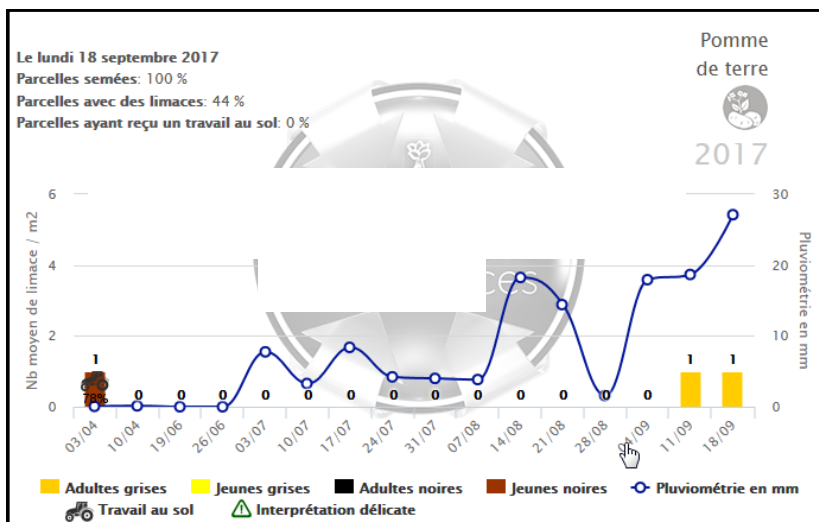 Le lundi 18 septembre 2017
Parcelles semées: 100 %
Parcelles avec des limaces: 44 %
Parcelles ayant reçu un travail au sol: 0 %
Pomme
de terre
2017
Nb moyen de limace / m2
6
4
2
0
Pluviométrie en mm
30
20
10
0
ces
1 0 0 0 0 0 0 0 0 0 0 0 0 0 1 1
78%
03/04 10/04 19/06 26/06 03/07 10/07 17/07 24/07 31/07 07/08 14/08 21/08 28/08 04/09 11/09 18/09
Adultes grises Jeunes grises Adultes noires Jeunes noires Pluviométrie en mm
Travail au sol Interprétation délicate